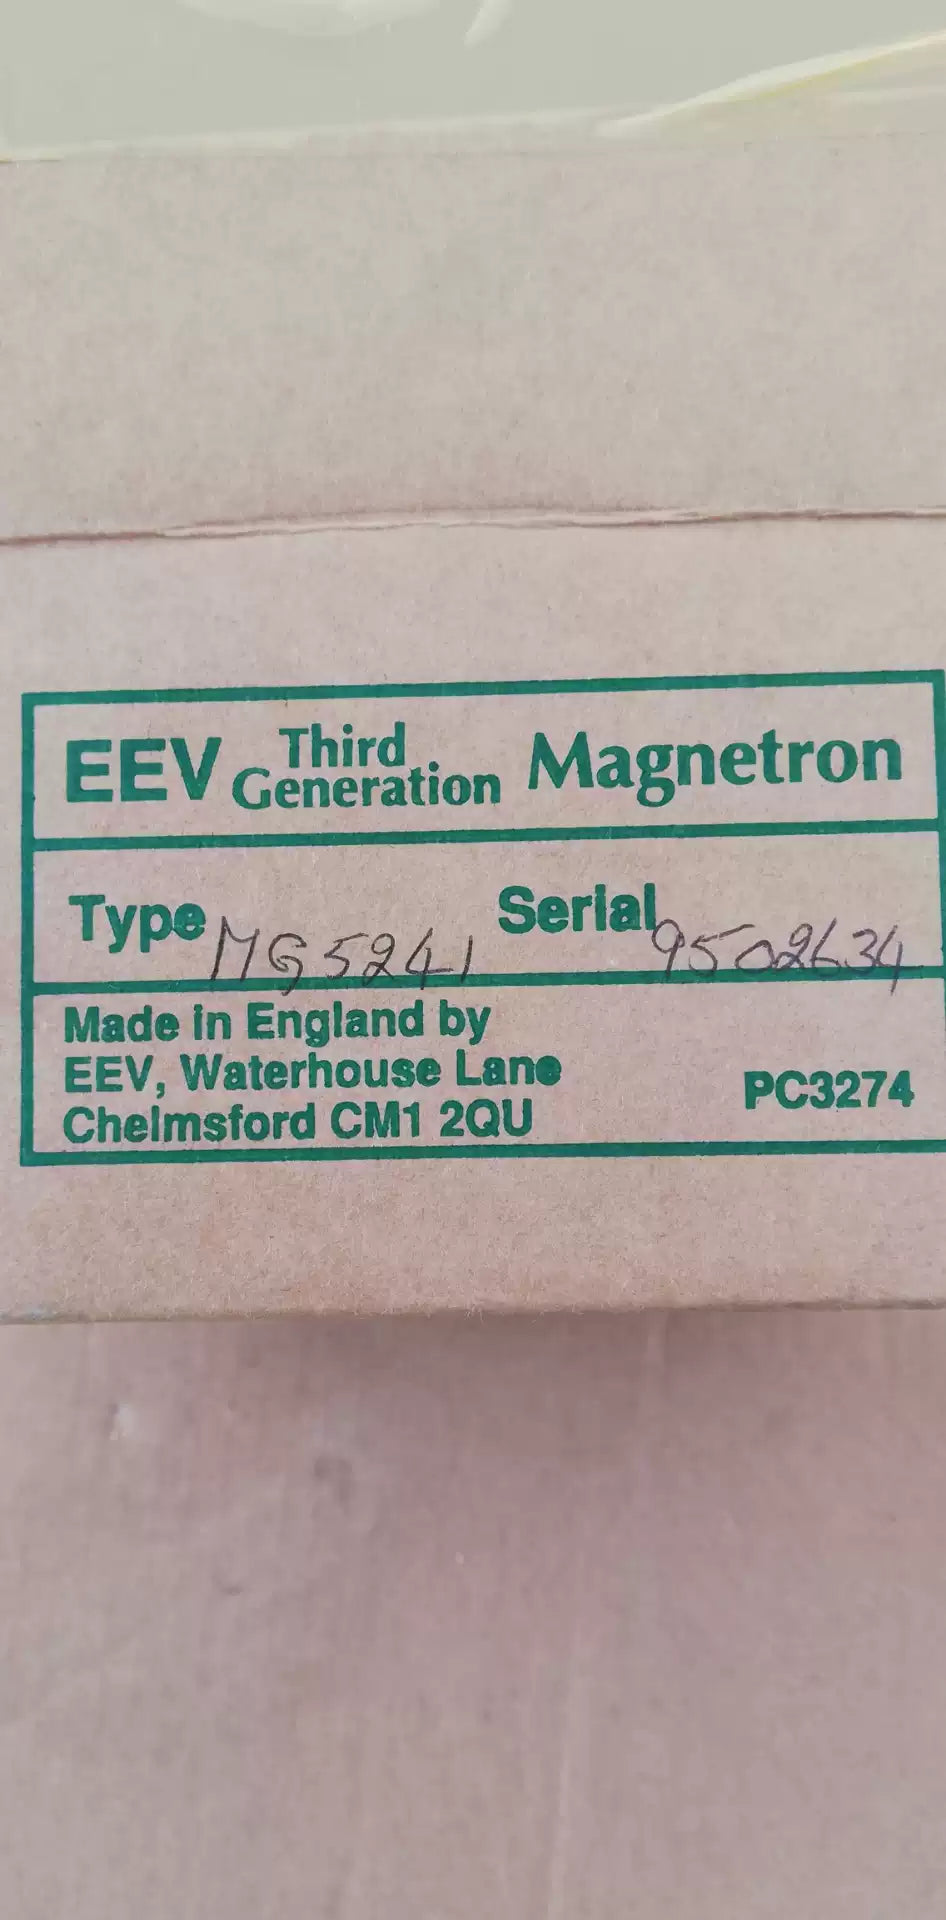 EEV Third Generation Magnetron
Type MG5241 Serial 9502634
Made in England by
EEV, Waterhouse Lane
Chelmsford CM1 2QU
PC3274